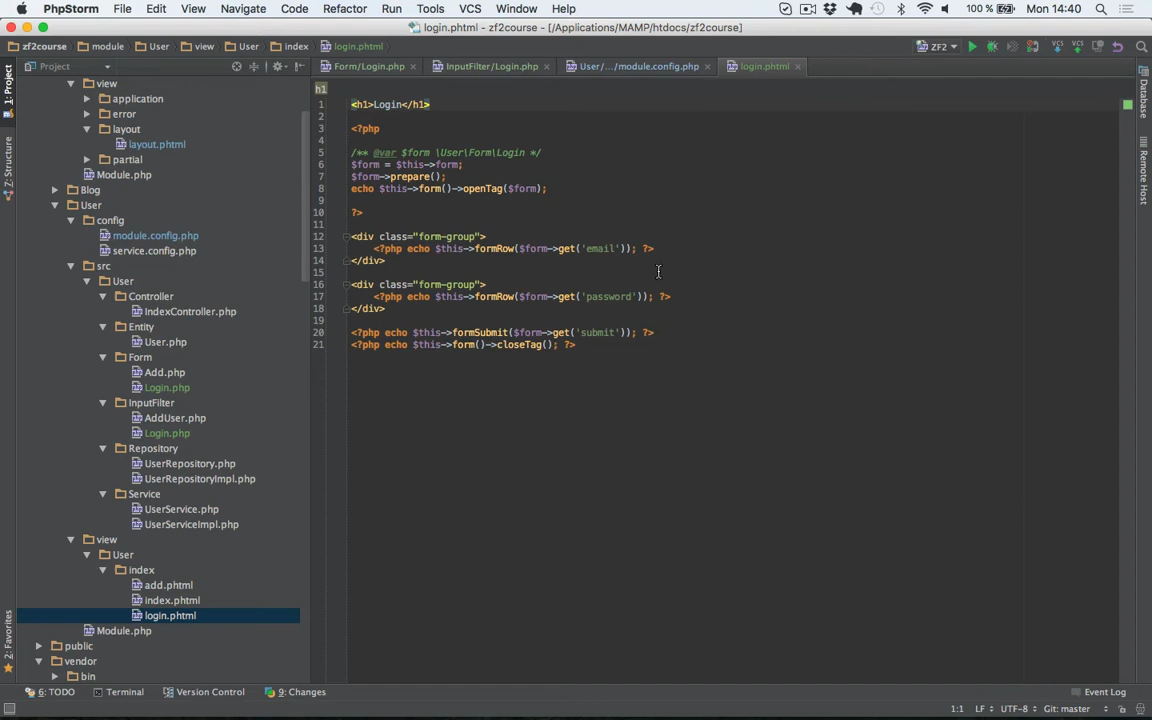 PhpStorm File Edit View Navigate Code Refactor Run Tools VCS Window Help 100 % Mon 14:40
login.phtml - zf2course - [/Applications/MAMP/htdocs/zf2course]
zf2course module User view User index login.phtml ZF2
Project Form/Login.php InputFilter/Login.php User/.../module.config.php login.phtml
1: Project
Z: Structure
2: Favorites
Database
Remote Host
view
application
error
layout
layout.phtml
partial
Module.php
Blog
User
config
module.config.php
service.config.php
src
User
Controller
IndexController.php
Entity
User.php
Form
Add.php
Login.php
InputFilter
AddUser.php
Login.php
Repository
UserRepository.php
UserRepositoryImpl.php
Service
UserService.php
UserServiceImpl.php
view
User
index
add.phtml
index.phtml
login.phtml
Module.php
public
vendor
bin
h1
1 <h1>Login</h1>
2
3 <?php
4
5 /** @var $form \User\Form\Login */
6 $form = $this->form;
7 $form->prepare();
8 echo $this->form()->openTag($form);
9
10 ?>
11
12 <div class="form-group">
13 <?php echo $this->formRow($form->get('email')); ?>
14 </div>
15
16 <div class="form-group">
17 <?php echo $this->formRow($form->get('password')); ?>
18 </div>
19
20 <?php echo $this->formSubmit($form->get('submit')); ?>
21 <?php echo $this->form()->closeTag(); ?>
6: TODO Terminal Version Control 9: Changes Event Log
1:1 LF UTF-8 Git: master